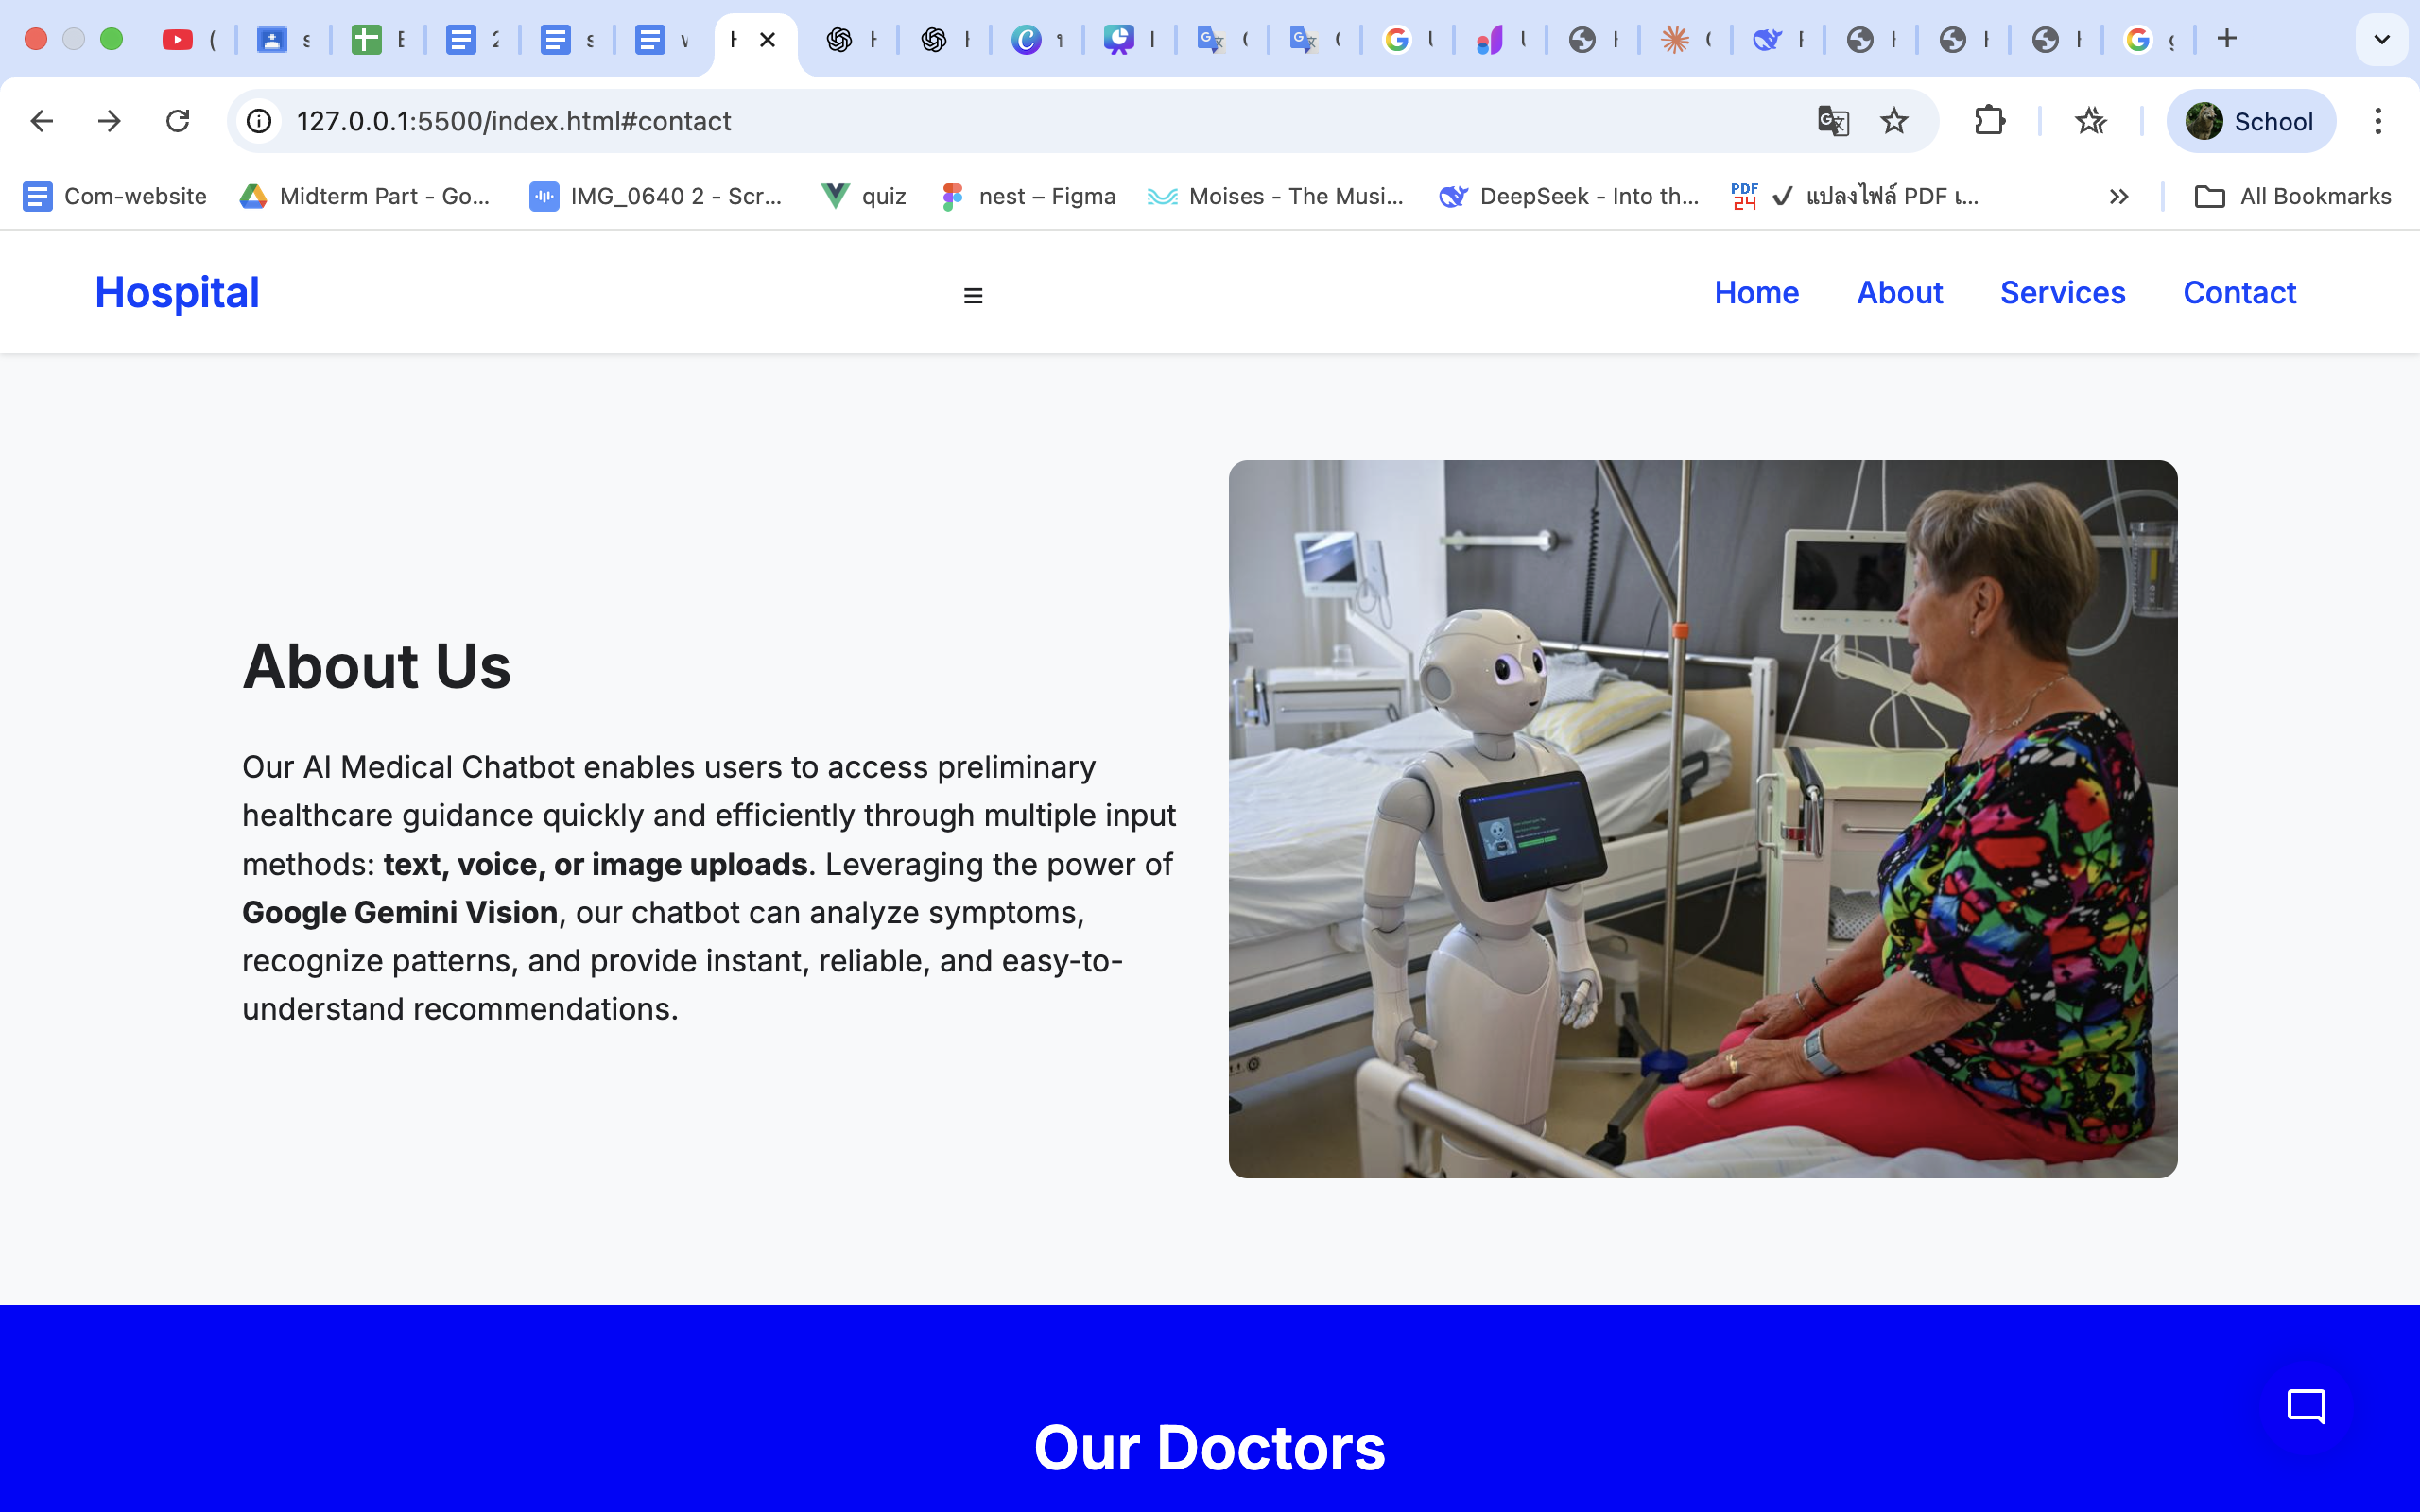 127.0.0.1:5500/index.html#contact
School
Com-website
Midterm Part - Go...
IMG_0640 2 - Scr...
quiz
nest – Figma
Moises - The Musi...
DeepSeek - Into th...
PDF 24
✓ แปลงไฟล์ PDF เ...
All Bookmarks
Hospital
Home
About
Services
Contact
About Us
Our AI Medical Chatbot enables users to access preliminary
healthcare guidance quickly and efficiently through multiple input
methods: text, voice, or image uploads. Leveraging the power of
Google Gemini Vision, our chatbot can analyze symptoms,
recognize patterns, and provide instant, reliable, and easy-to-
understand recommendations.
Our Doctors